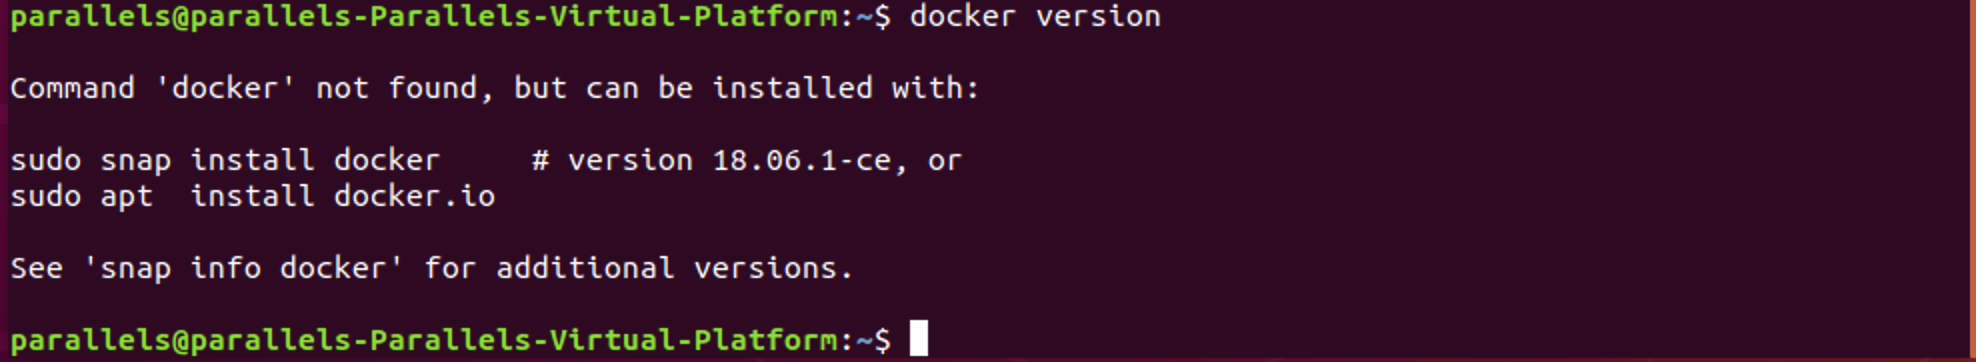 parallels@parallels-Parallels-Virtual-Platform:~$ docker version
Command 'docker' not found, but can be installed with:
sudo snap install docker     # version 18.06.1-ce, or
sudo apt  install docker.io
See 'snap info docker' for additional versions.
parallels@parallels-Parallels-Virtual-Platform:~$